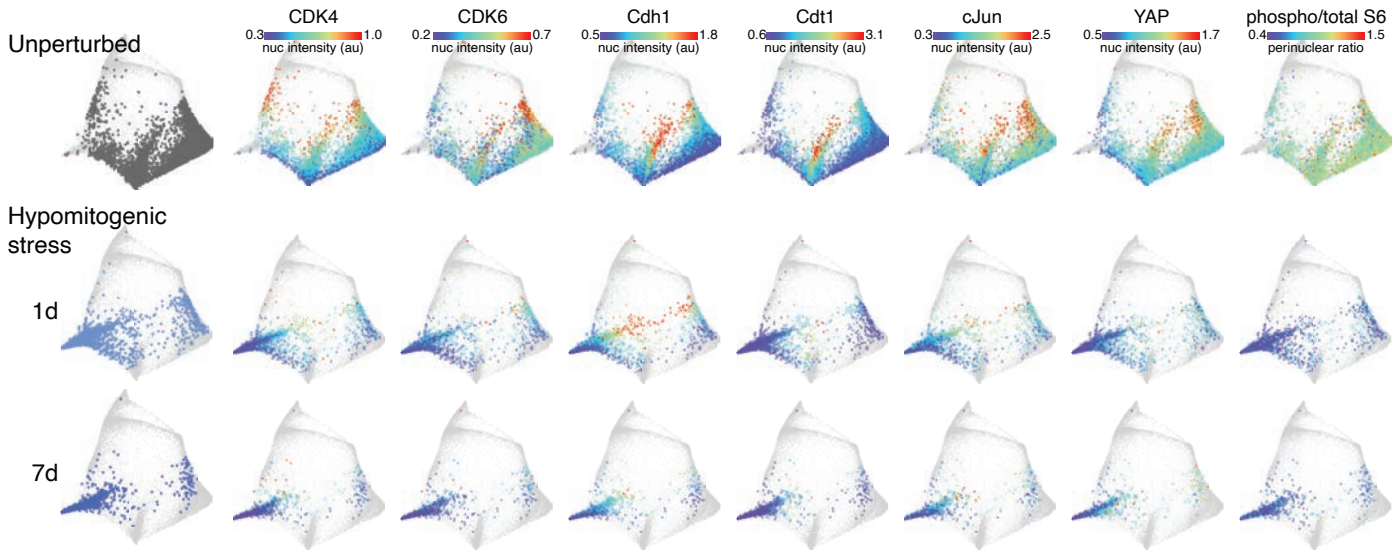 CDK4
CDK6
Cdh1
Cdt1
cJun
YAP
phospho/total S6
Unperturbed
0.3 1.0
0.2 0.7
0.5 1.8
0.6 3.1
0.3 2.5
0.5 1.7
0.4 1.5
nuc intensity (au)
nuc intensity (au)
nuc intensity (au)
nuc intensity (au)
nuc intensity (au)
nuc intensity (au)
perinuclear ratio
Hypomitogenic
stress
1d
7d